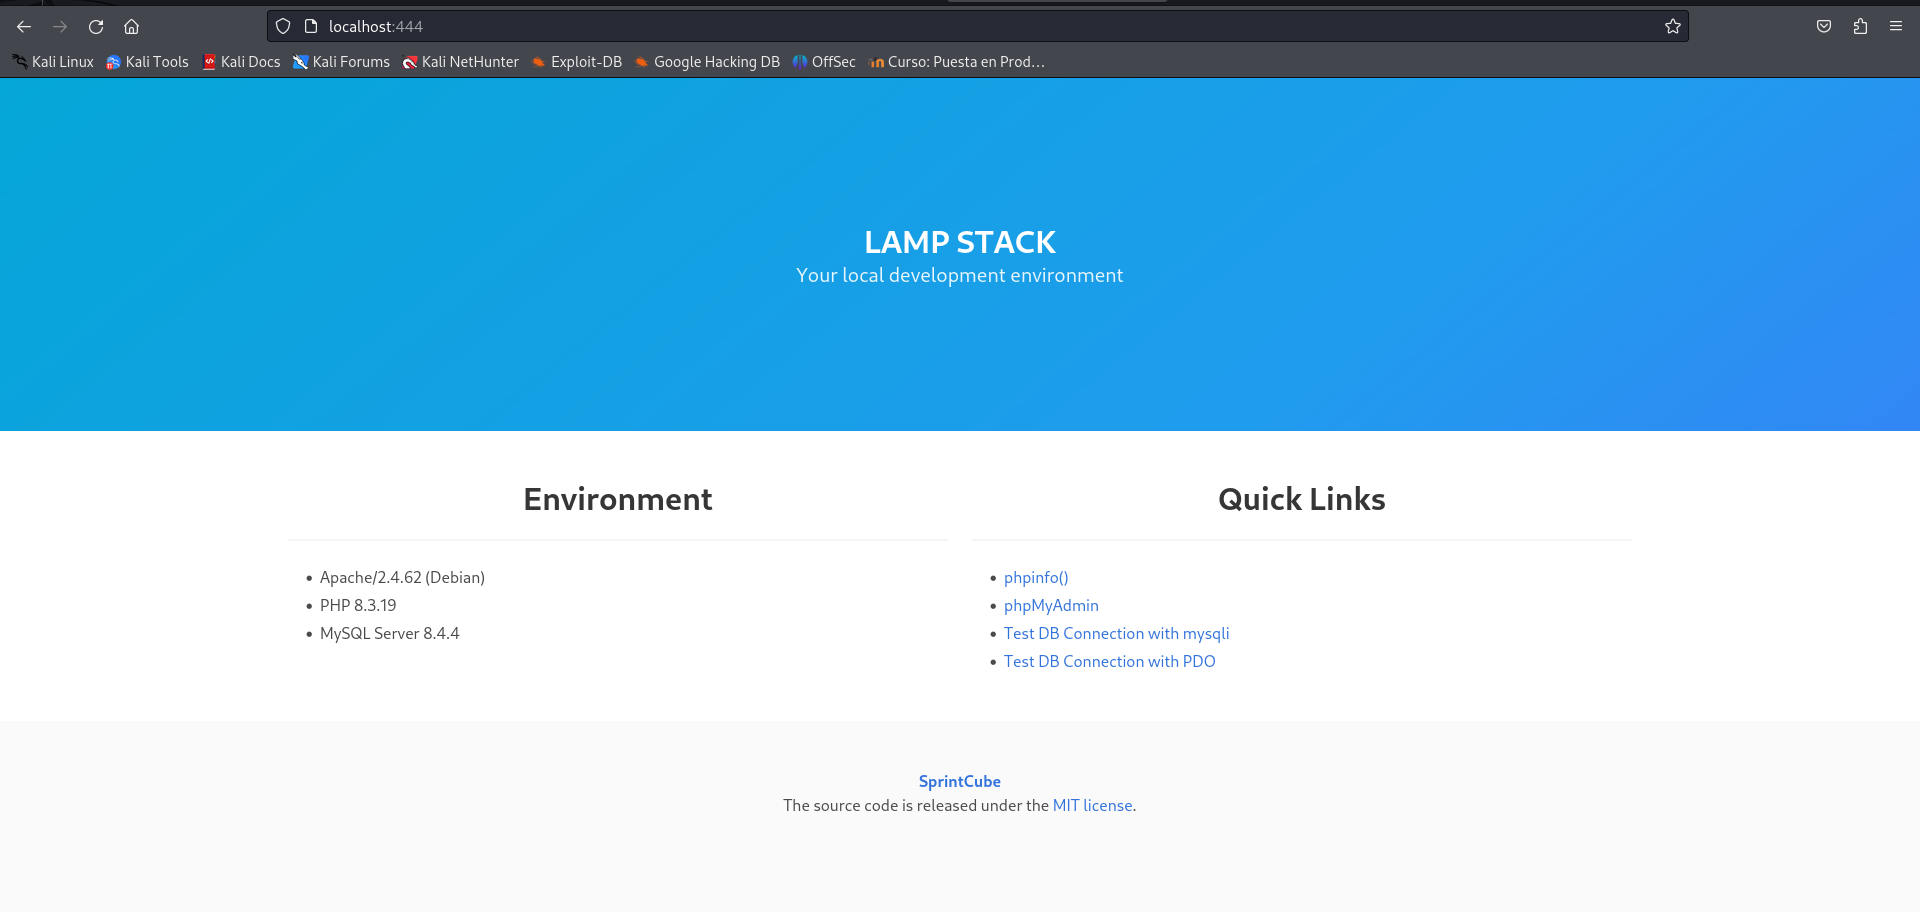 localhost:444
Kali Linux Kali Tools Kali Docs Kali Forums Kali NetHunter Exploit-DB Google Hacking DB OffSec Curso: Puesta en Prod…
LAMP STACK
Your local development environment
Environment
Apache/2.4.62 (Debian)
PHP 8.3.19
MySQL Server 8.4.4
Quick Links
phpinfo()
phpMyAdmin
Test DB Connection with mysqli
Test DB Connection with PDO
SprintCube
The source code is released under the MIT license.